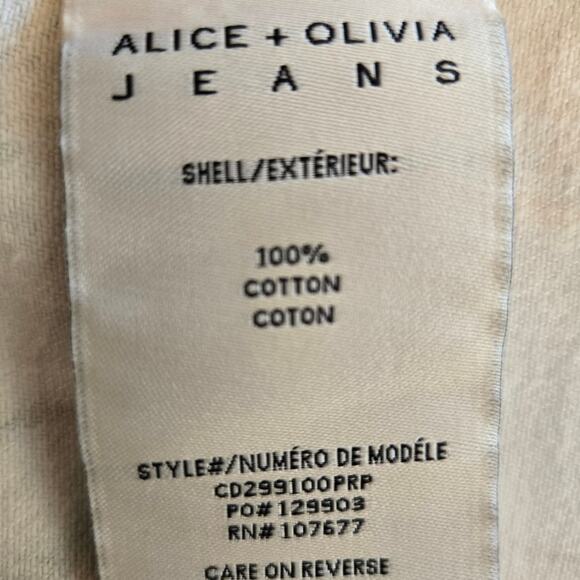 ALICE + OLIVIA
JEANS
SHELL/EXTÉRIEUR:
100%
COTTON
COTON
STYLE#/NUMÉRO DE MODÉLE
CD299100PRP
PO# 129903
RN# 107677
CARE ON REVERSE